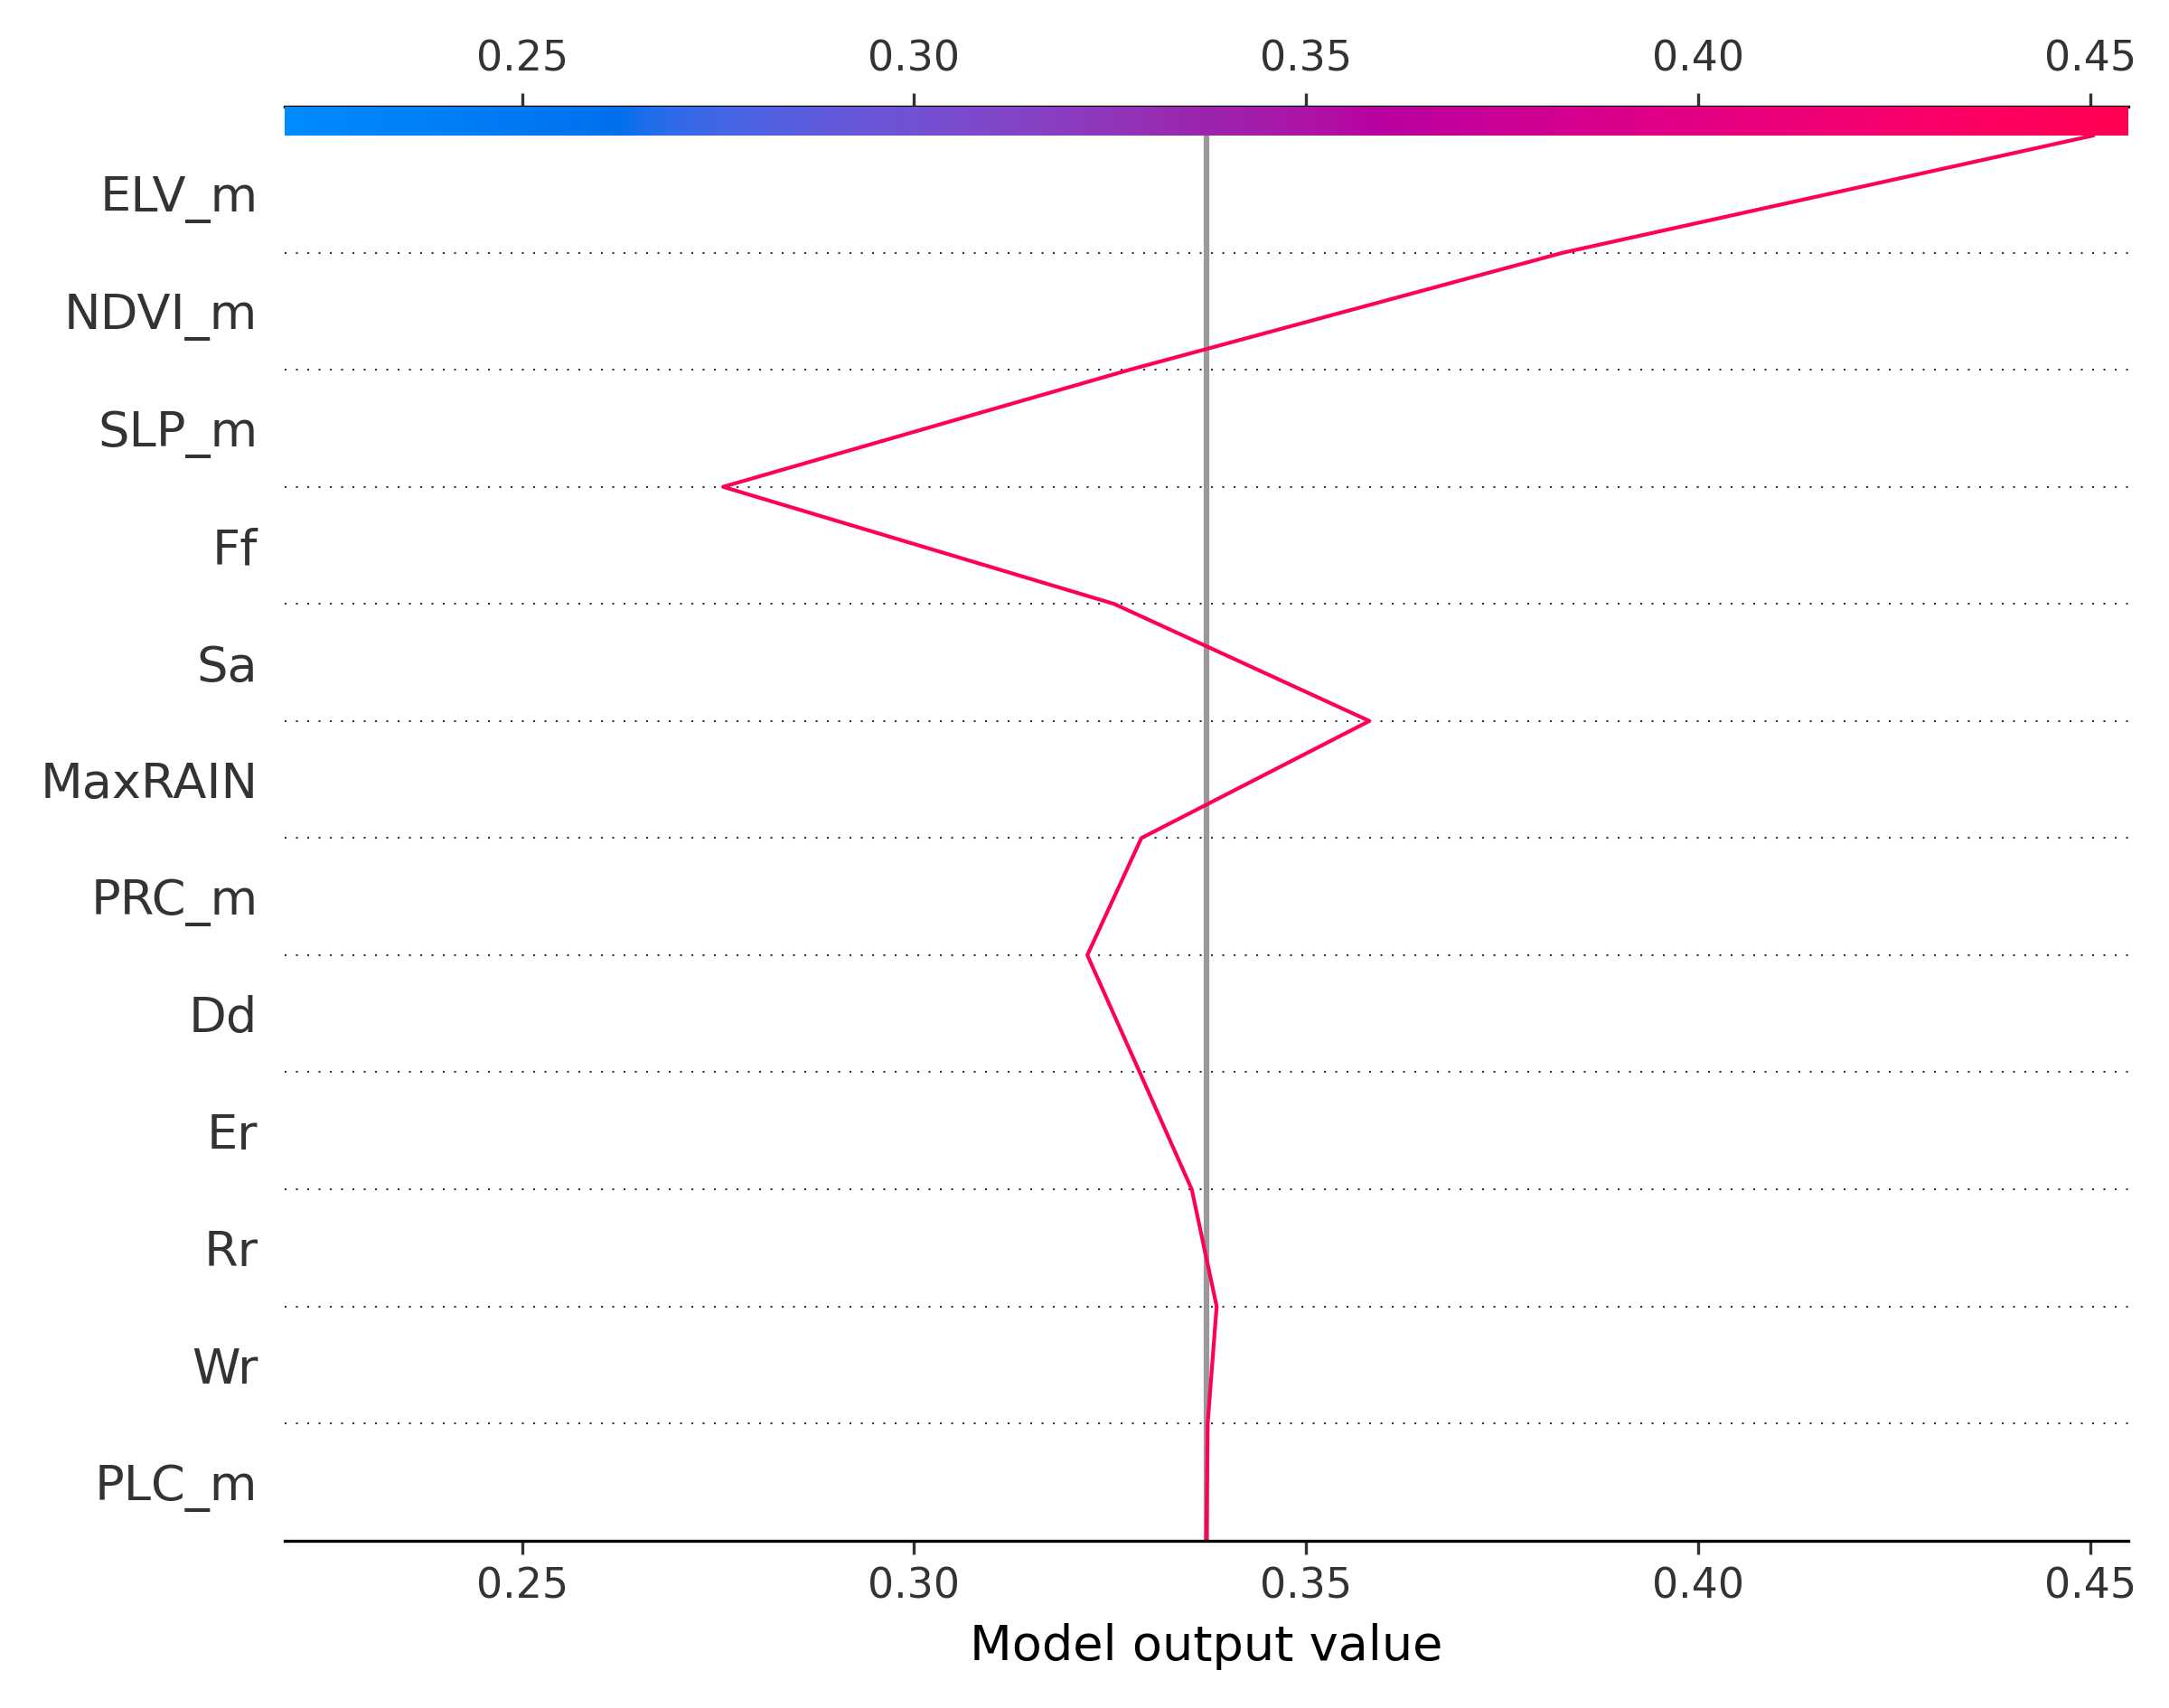 0.25 0.30 0.35 0.40 0.45
ELV_m
NDVI_m
SLP_m
Ff
Sa
MaxRAIN
PRC_m
Dd
Er
Rr
Wr
PLC_m
0.25 0.30 0.35 0.40 0.45
Model output value